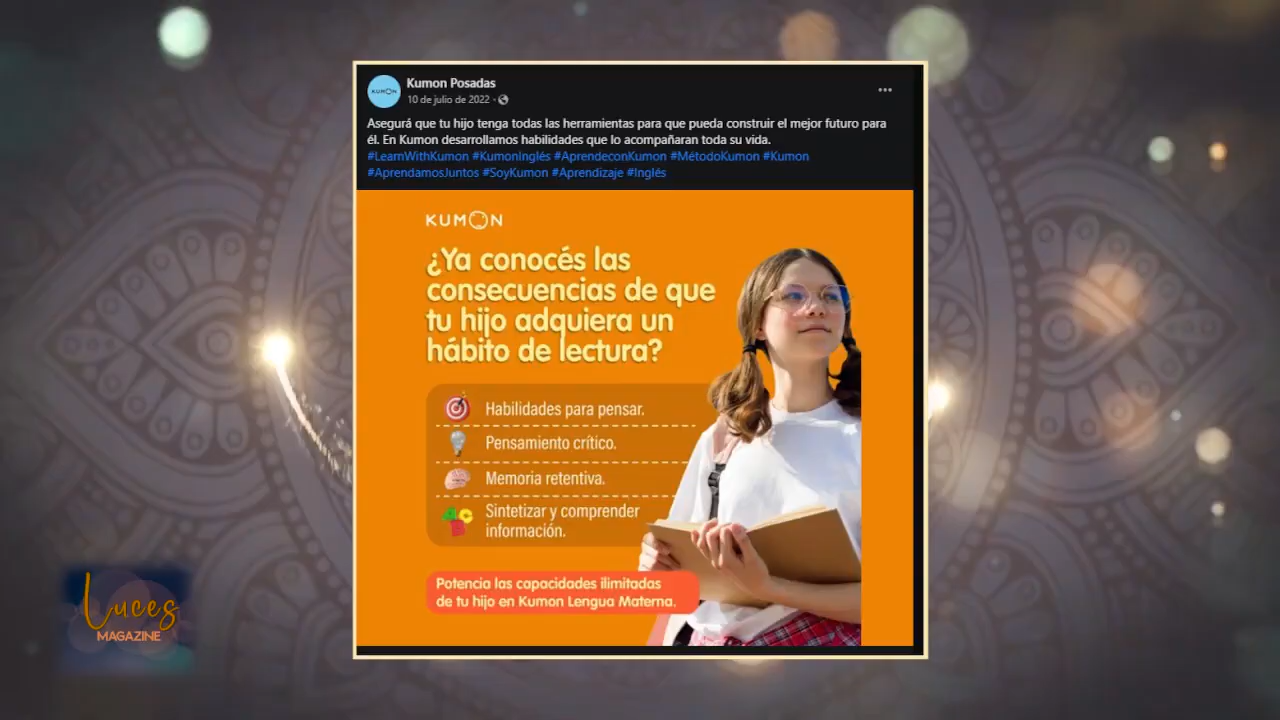 KUMON
Kumon Posadas
10 de julio de 2022 ·
Asegurá que tu hijo tenga todas las herramientas para que pueda construir el mejor futuro para
él. En Kumon desarrollamos habilidades que lo acompañaran toda su vida.
#LearnWithKumon #KumonInglés #AprendeconKumon #MétodoKumon #Kumon
#AprendamosJuntos #SoyKumon #Aprendizaje #Inglés
KUMON
¿Ya conocés las
consecuencias de que
tu hijo adquiera un
hábito de lectura?
Habilidades para pensar.
Pensamiento crítico.
Memoria retentiva.
Sintetizar y comprender
información.
Potencia las capacidades ilimitadas
de tu hijo en Kumon Lengua Materna.
Luces
MAGAZINE